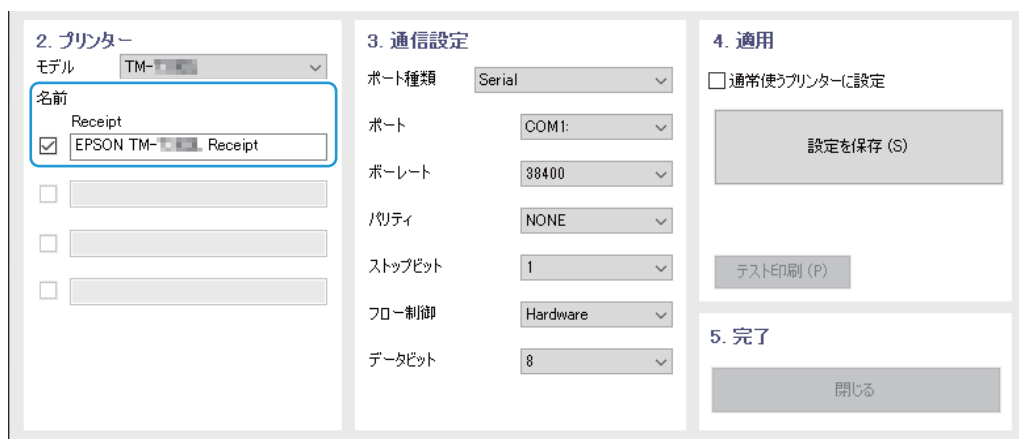 2. プリンター
モデル TM-
名前
Receipt
EPSON TM- Receipt
3. 通信設定
ポート種類 Serial
ポート COM1:
ボーレート 38400
パリティ NONE
ストップビット 1
フロー制御 Hardware
データビット 8
4. 適用
通常使うプリンターに設定
設定を保存 (S)
テスト印刷 (P)
5. 完了
閉じる